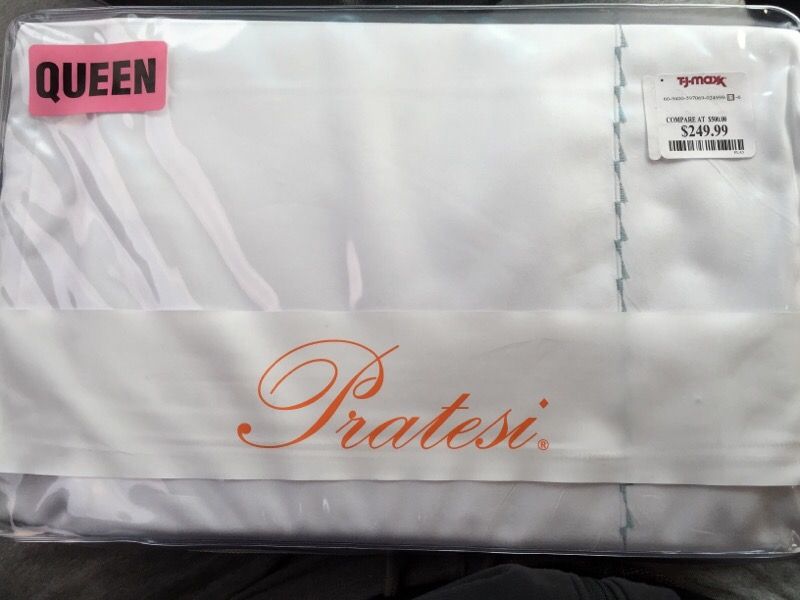 QUEEN
T·J·maxx
COMPARE AT $500.00
$249.99
Pratesi®